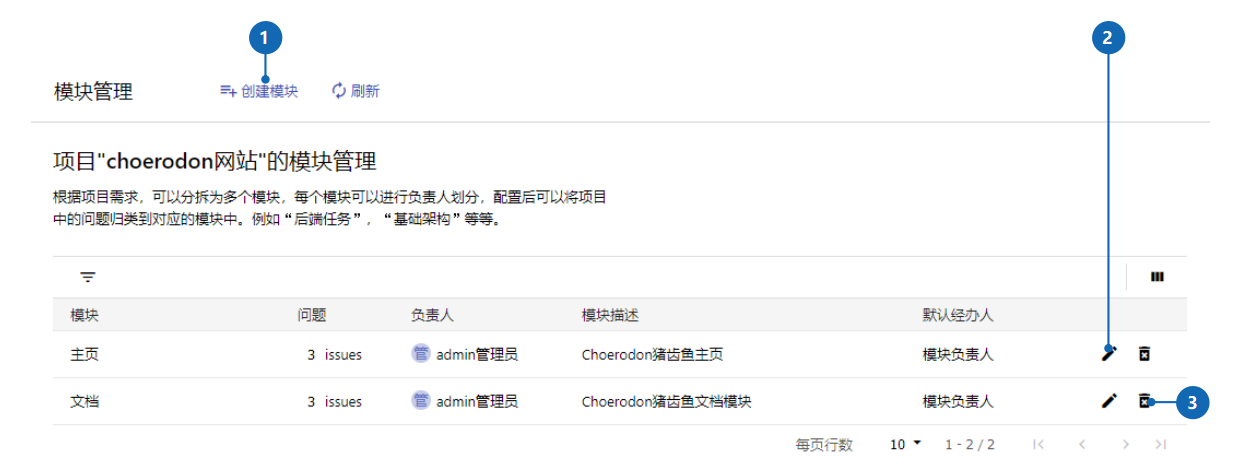 1
2
模块管理 创建模块 刷新
项目"choerodon网站"的模块管理
根据项目需求，可以分拆为多个模块，每个模块可以进行负责人划分，配置后可以将项目
中的问题归类到对应的模块中。例如“后端任务”，“基础架构”等等。
模块 问题 负责人 模块描述 默认经办人
主页 3 issues 管 admin管理员 Choerodon猪齿鱼主页 模块负责人
文档 3 issues 管 admin管理员 Choerodon猪齿鱼文档模块 模块负责人
3
每页行数 10 1 - 2 / 2